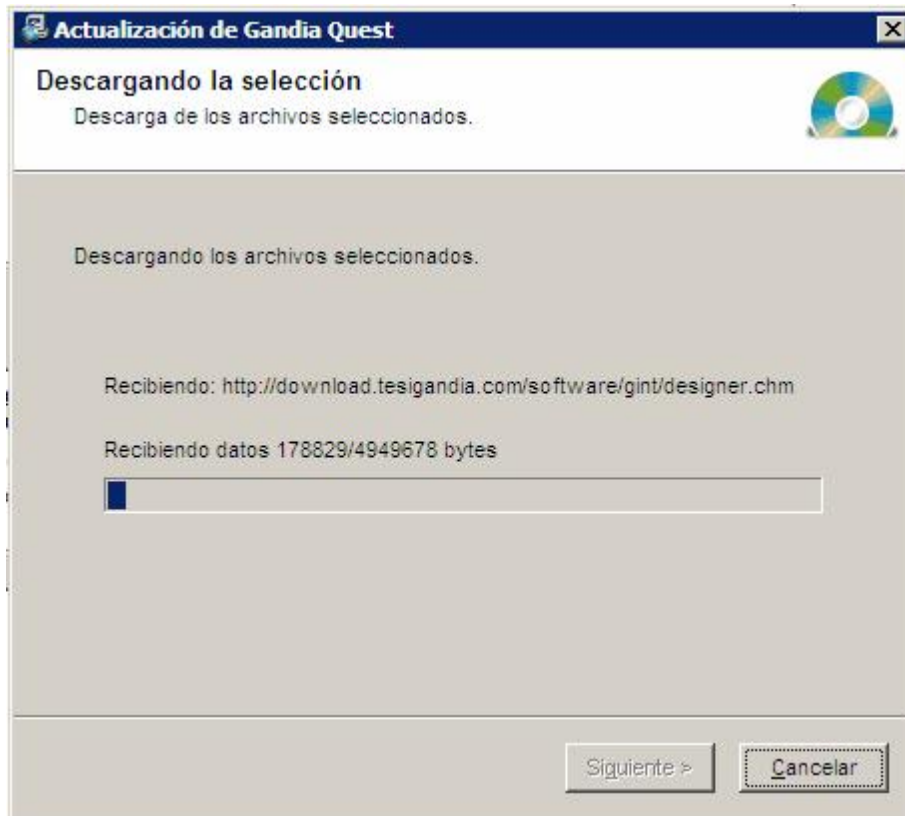 Actualización de Gandia Quest
Descargando la selección
Descarga de los archivos seleccionados.
Descargando los archivos seleccionados.
Recibiendo: http://download.tesigandia.com/software/gint/designer.chm
Recibiendo datos 178829/4949678 bytes
Siguiente >
Cancelar